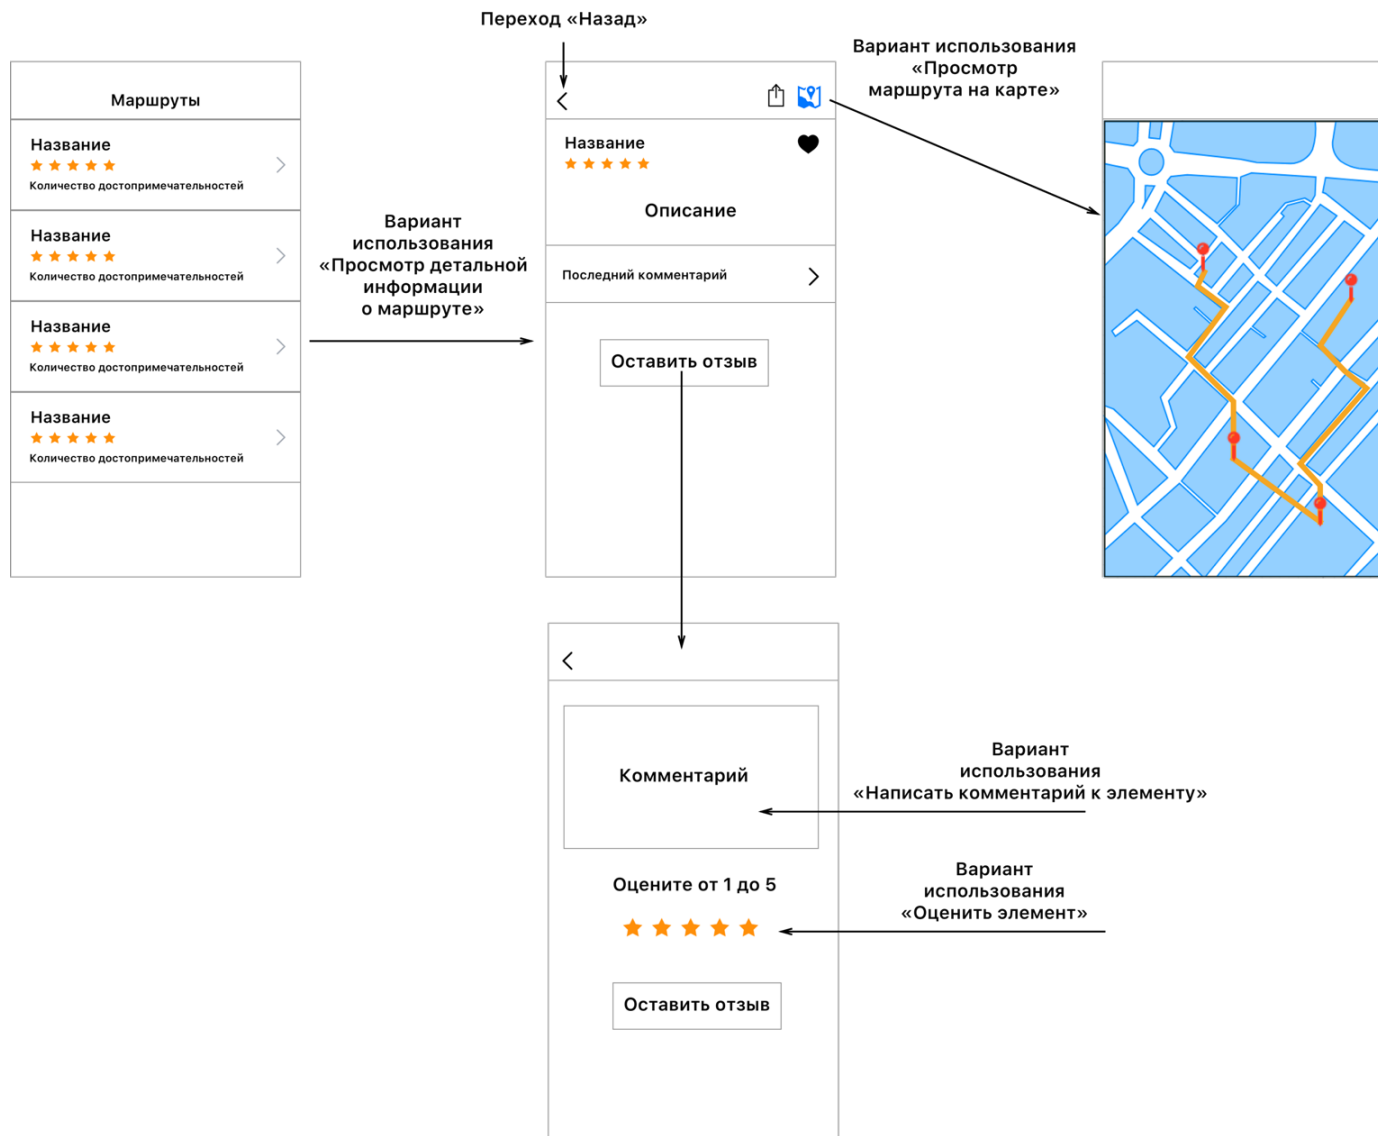 Переход «Назад»
Вариант использования
«Просмотр
маршрута на карте»
Маршруты
Название
Количество достопримечательностей
Название
Количество достопримечательностей
Название
Количество достопримечательностей
Название
Количество достопримечательностей
Вариант
использования
«Просмотр детальной
информации
о маршруте»
Название
Описание
Последний комментарий
Оставить отзыв
Комментарий
Оцените от 1 до 5
Оставить отзыв
Вариант
использования
«Написать комментарий к элементу»
Вариант
использования
«Оценить элемент»